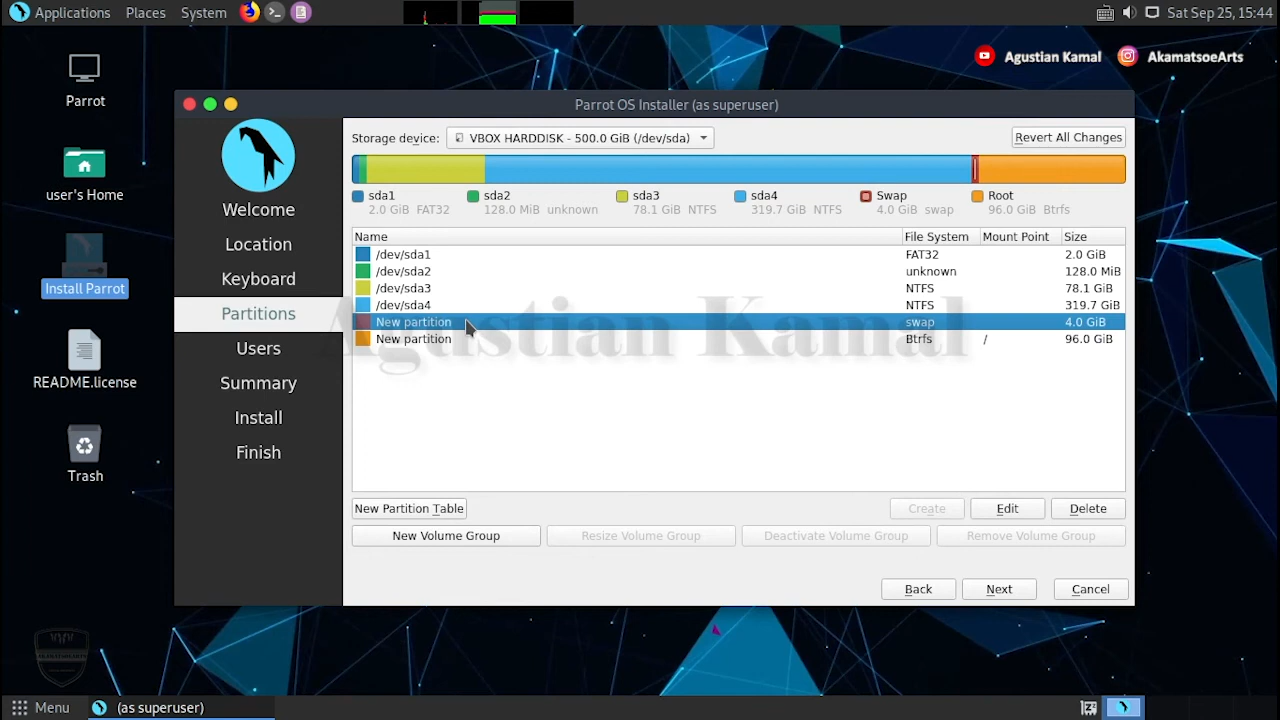 Applications Places System Sat Sep 25, 15:44
Agustian Kamal AkamatsoeArts
Parrot
user's Home
Install Parrot
README.license
Trash
Parrot OS Installer (as superuser)
Welcome
Location
Keyboard
Partitions
Users
Summary
Install
Finish
Storage device: VBOX HARDDISK - 500.0 GiB (/dev/sda) Revert All Changes
sda1 sda2 sda3 sda4 Swap Root
2.0 GiB FAT32 128.0 MiB unknown 78.1 GiB NTFS 319.7 GiB NTFS 4.0 GiB swap 96.0 GiB Btrfs
Name File System Mount Point Size
/dev/sda1 FAT32 2.0 GiB
/dev/sda2 unknown 128.0 MiB
/dev/sda3 NTFS 78.1 GiB
/dev/sda4 NTFS 319.7 GiB
New partition swap 4.0 GiB
New partition Btrfs / 96.0 GiB
Agustian Kamal
New Partition Table Create Edit Delete
New Volume Group Resize Volume Group Deactivate Volume Group Remove Volume Group
Back Next Cancel
Menu (as superuser)